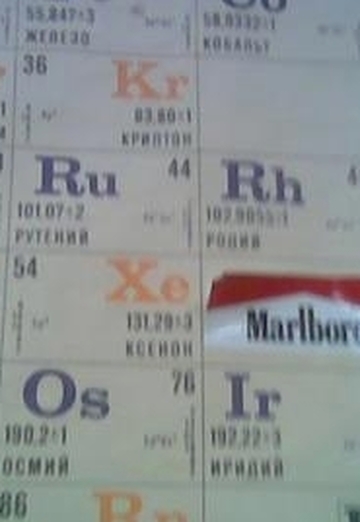 55,847±3
58,9332±1
ЖЕЛЕЗО
КОБАЛЬТ
36
Kr
83,80±1
КРИПТОН
Ru 44
Rh
101,07±2
102,9055±1
РУТЕНИЙ
РОДИЙ
54
Xe
131,29±3
КСЕНОН
Marlboro
Os 76
Ir
190,2±1
192,22±3
ОСМИЙ
ИРИДИЙ
86
Rn